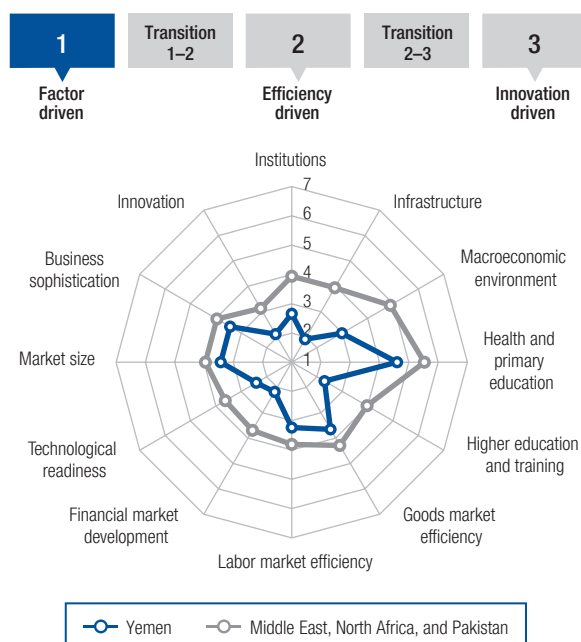 1
Transition
1–2
2
Transition
2–3
3
Factor
driven
Efficiency
driven
Innovation
driven
Institutions
7
Innovation
Infrastructure
6
5
Business
sophistication
Macroeconomic
environment
4
3
2
Market size
1
Health and
primary
education
Technological
readiness
Higher education
and training
Financial market
development
Goods market
efficiency
Labor market efficiency
Yemen
Middle East, North Africa, and Pakistan